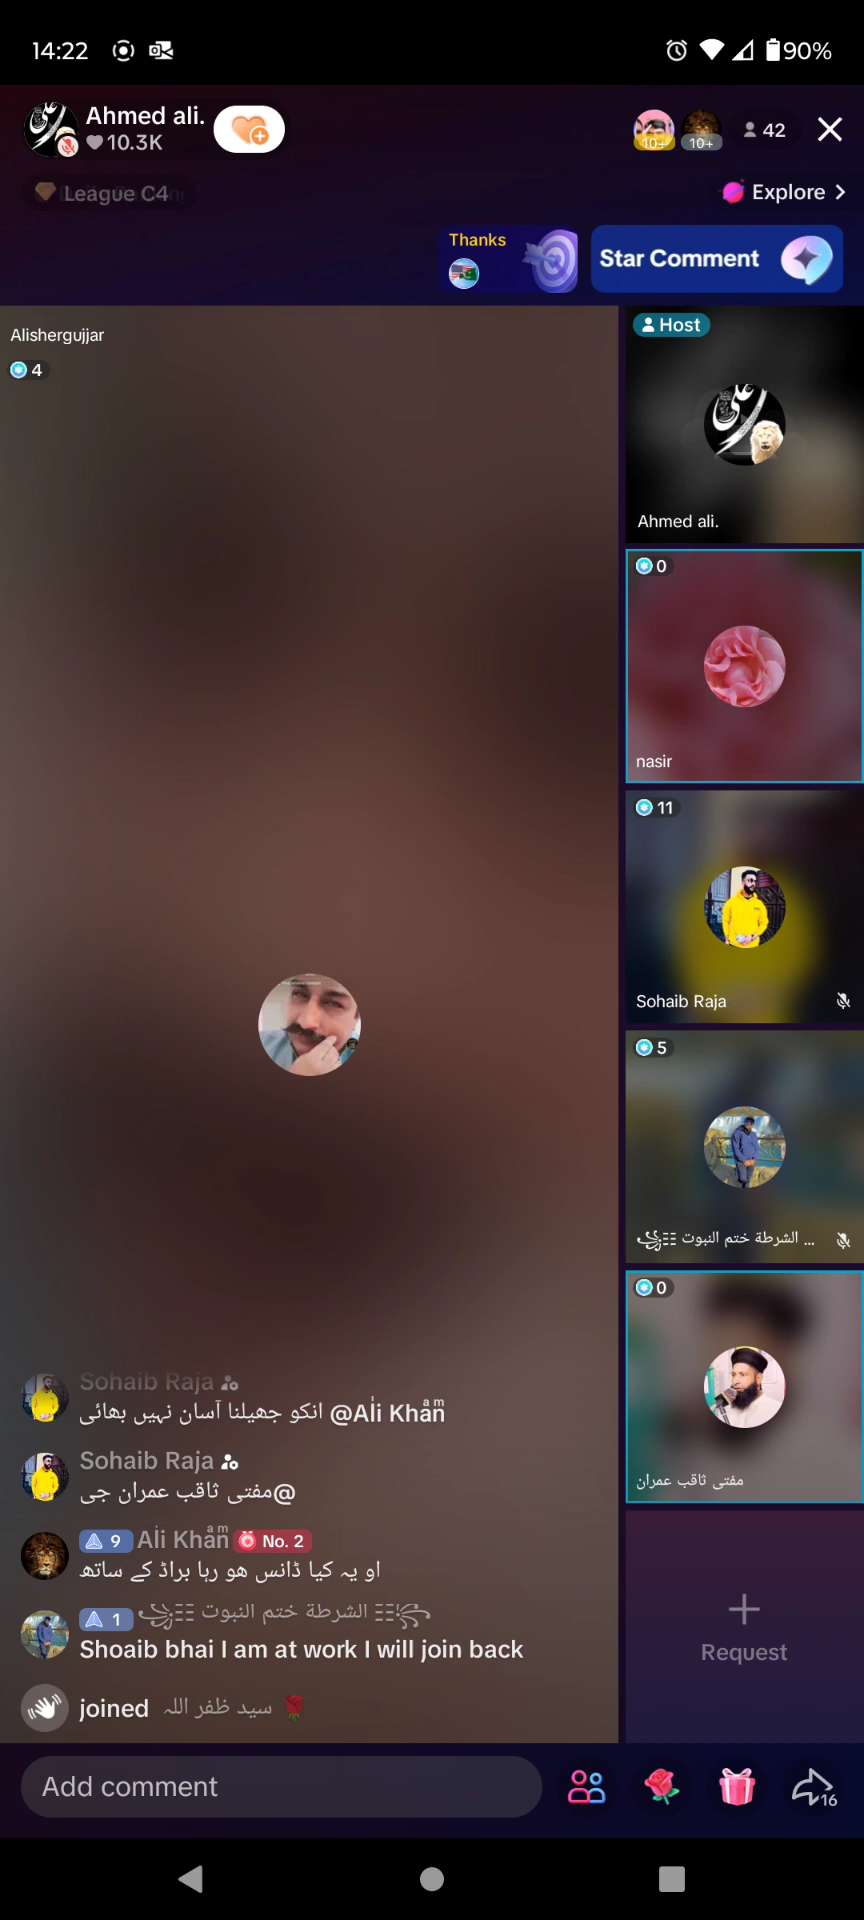 14:22
90%
Ahmed ali.
10.3K
10+
10+
42
League C4
Explore
Thanks
Star Comment
Alishergujjar
4
Host
Ahmed ali.
0
nasir
11
Sohaib Raja
5
الشرطة ختم النبوت ...
0
مفتی ثاقب عمران
Request
Sohaib Raja
انکو جھیلنا آسان نہیں بھائی @Ali Khan
Sohaib Raja
@مفتی ثاقب عمران جی
9 Ali Khan No. 2
او یہ کیا ڈانس ھو رہا براڈ کے ساتھ
1 الشرطة ختم النبوت
Shoaib bhai I am at work I will join back
joined سید ظفر اللہ
Add comment
16